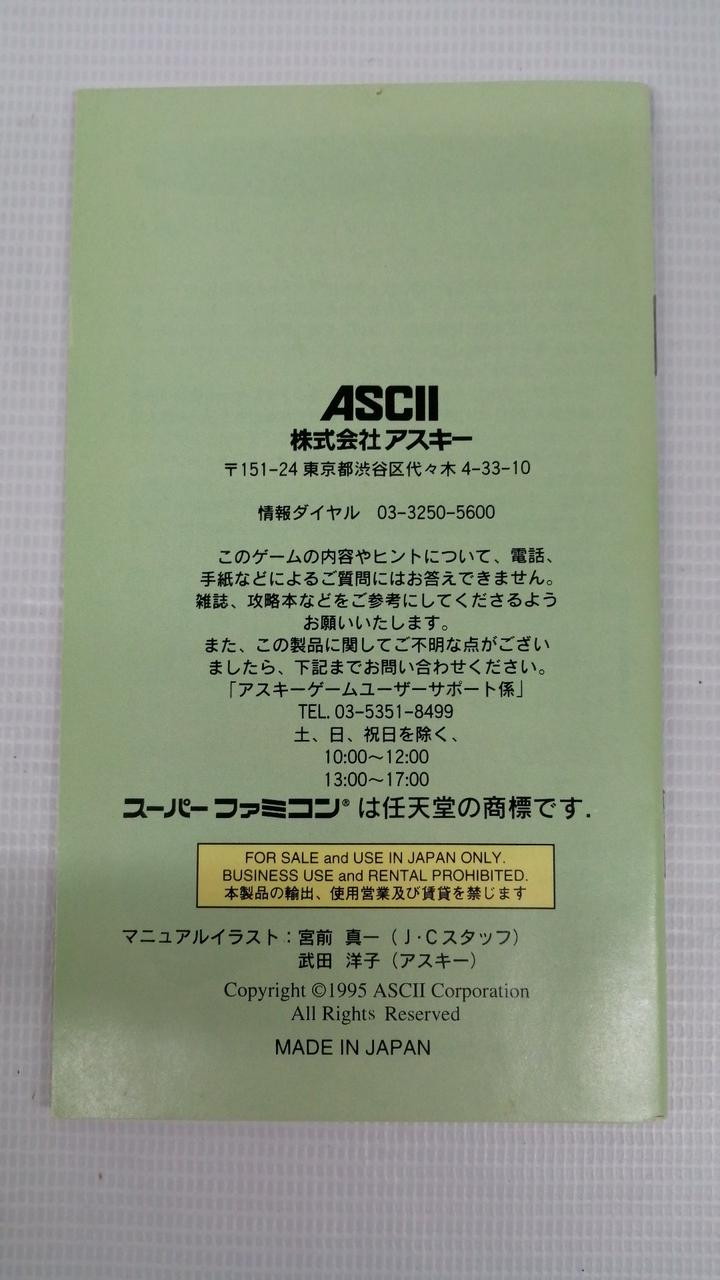 ASCII
株式会社アスキー
〒151-24 東京都渋谷区代々木 4-33-10
情報ダイヤル 03-3250-5600
このゲームの内容やヒントについて、電話、
手紙などによるご質問にはお答えできません。
雑誌、攻略本などをご参考にしてくださるよう
お願いいたします。
また、この製品に関してご不明な点がござい
ましたら、下記までお問い合わせください。
「アスキーゲームユーザーサポート係」
TEL. 03-5351-8499
土、日、祝日を除く、
10:00〜12:00
13:00〜17:00
スーパーファミコン®は任天堂の商標です.
FOR SALE and USE IN JAPAN ONLY.
BUSINESS USE and RENTAL PROHIBITED.
本製品の輸出、使用営業及び賃貸を禁じます
マニュアルイラスト：宮前 真一（J・Cスタッフ）
武田 洋子（アスキー）
Copyright ©1995 ASCII Corporation
All Rights Reserved
MADE IN JAPAN